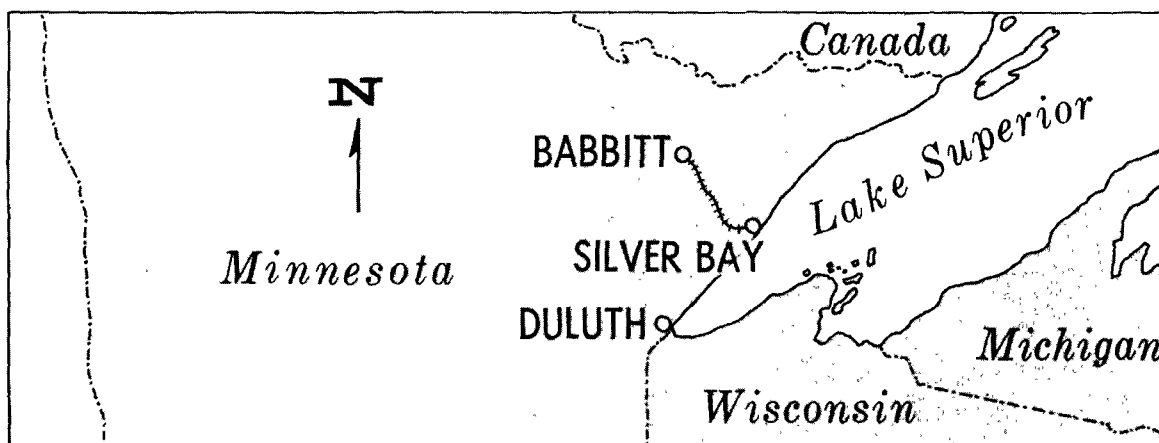 Canada
N
BABBITT
Lake Superior
SILVER BAY
Minnesota
DULUTH
Michigan
Wisconsin